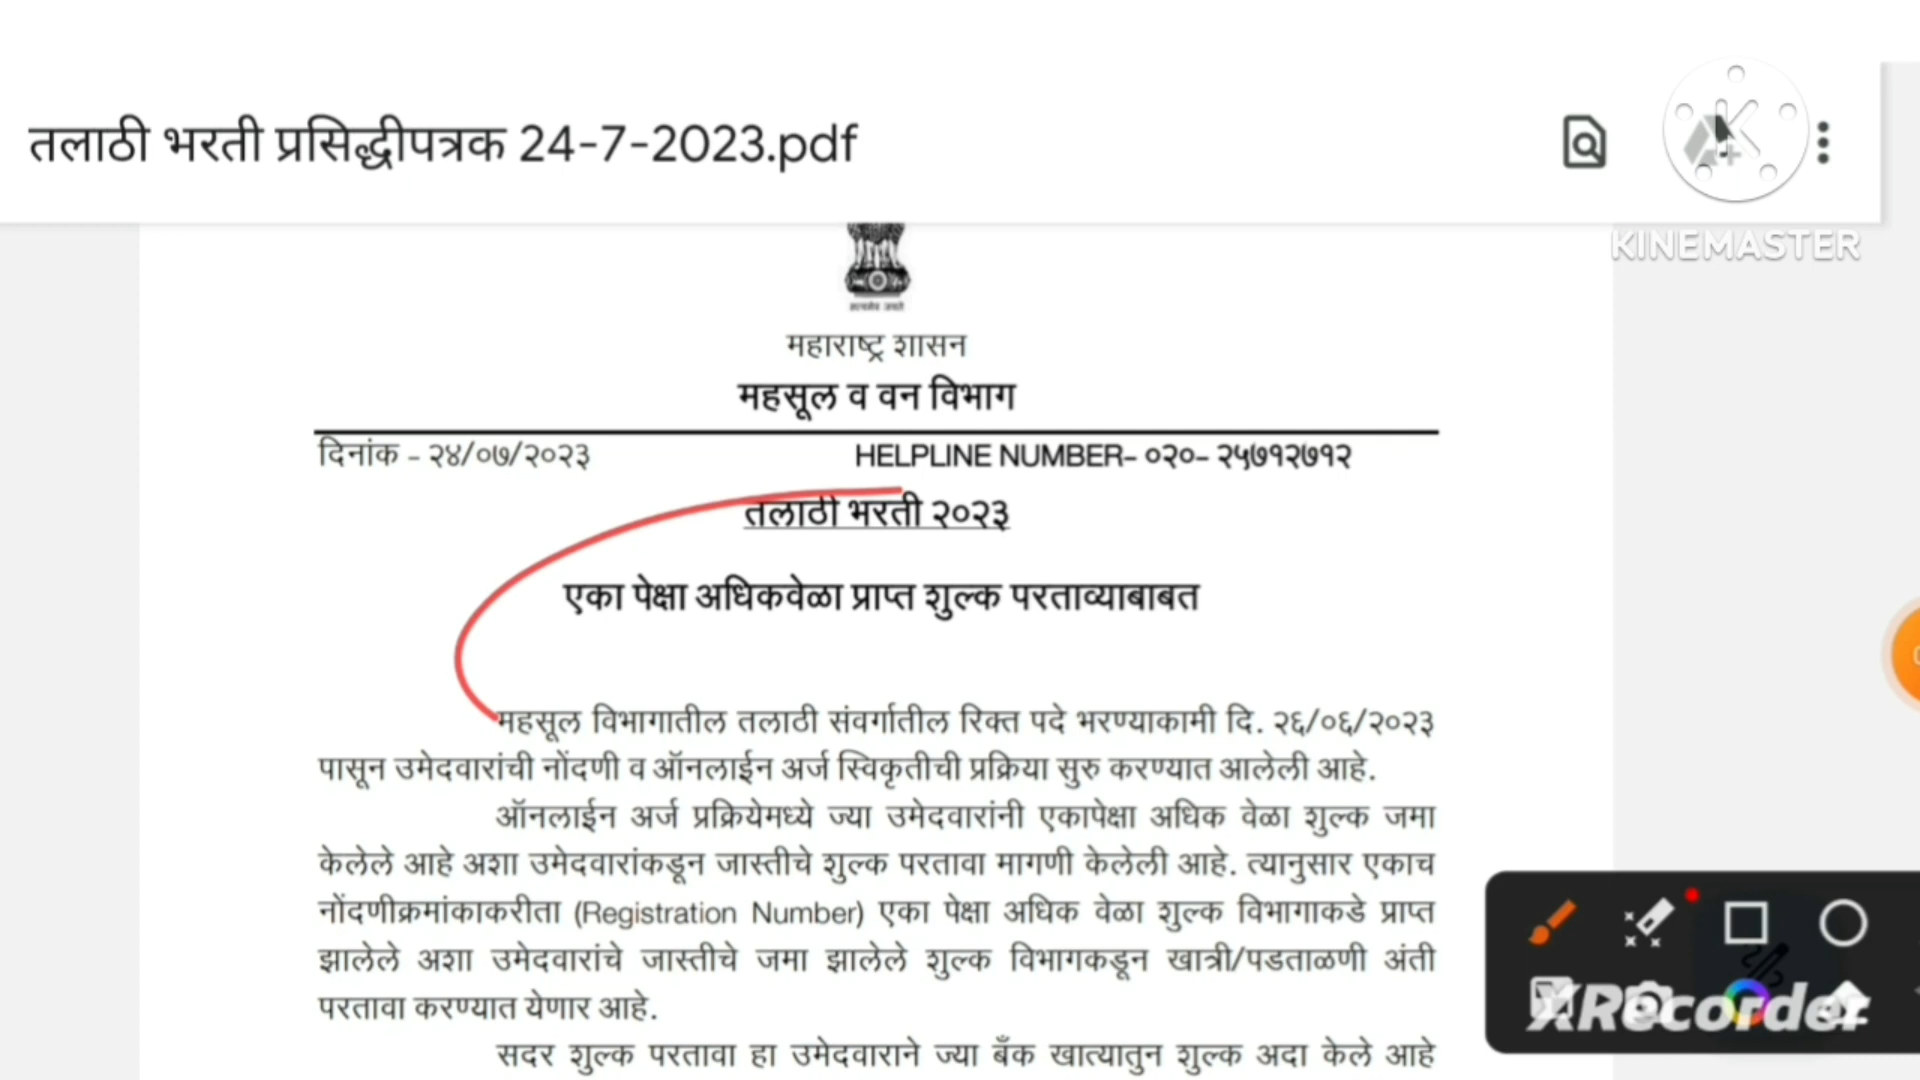 तलाठी भरती प्रसिद्धीपत्रक 24-7-2023.pdf
KINEMASTER
सत्यमेव जयते
महाराष्ट्र शासन
महसूल व वन विभाग
दिनांक - २४/०७/२०२३ HELPLINE NUMBER- ०२०- २५७१२७१२
तलाठी भरती २०२३
एका पेक्षा अधिकवेळा प्राप्त शुल्क परताव्याबाबत
महसूल विभागातील तलाठी संवर्गातील रिक्त पदे भरण्याकामी दि. २६/०६/२०२३
पासून उमेदवारांची नोंदणी व ऑनलाईन अर्ज स्विकृतीची प्रक्रिया सुरु करण्यात आलेली आहे.
ऑनलाईन अर्ज प्रक्रियेमध्ये ज्या उमेदवारांनी एकापेक्षा अधिक वेळा शुल्क जमा
केलेले आहे अशा उमेदवारांकडून जास्तीचे शुल्क परतावा मागणी केलेली आहे. त्यानुसार एकाच
नोंदणीक्रमांकाकरीता (Registration Number) एका पेक्षा अधिक वेळा शुल्क विभागाकडे प्राप्त
झालेले अशा उमेदवारांचे जास्तीचे जमा झालेले शुल्क विभागकडून खात्री/पडताळणी अंती
परतावा करण्यात येणार आहे.
सदर शुल्क परतावा हा उमेदवाराने ज्या बँक खात्यातुन शुल्क अदा केले आहे
XRecorder